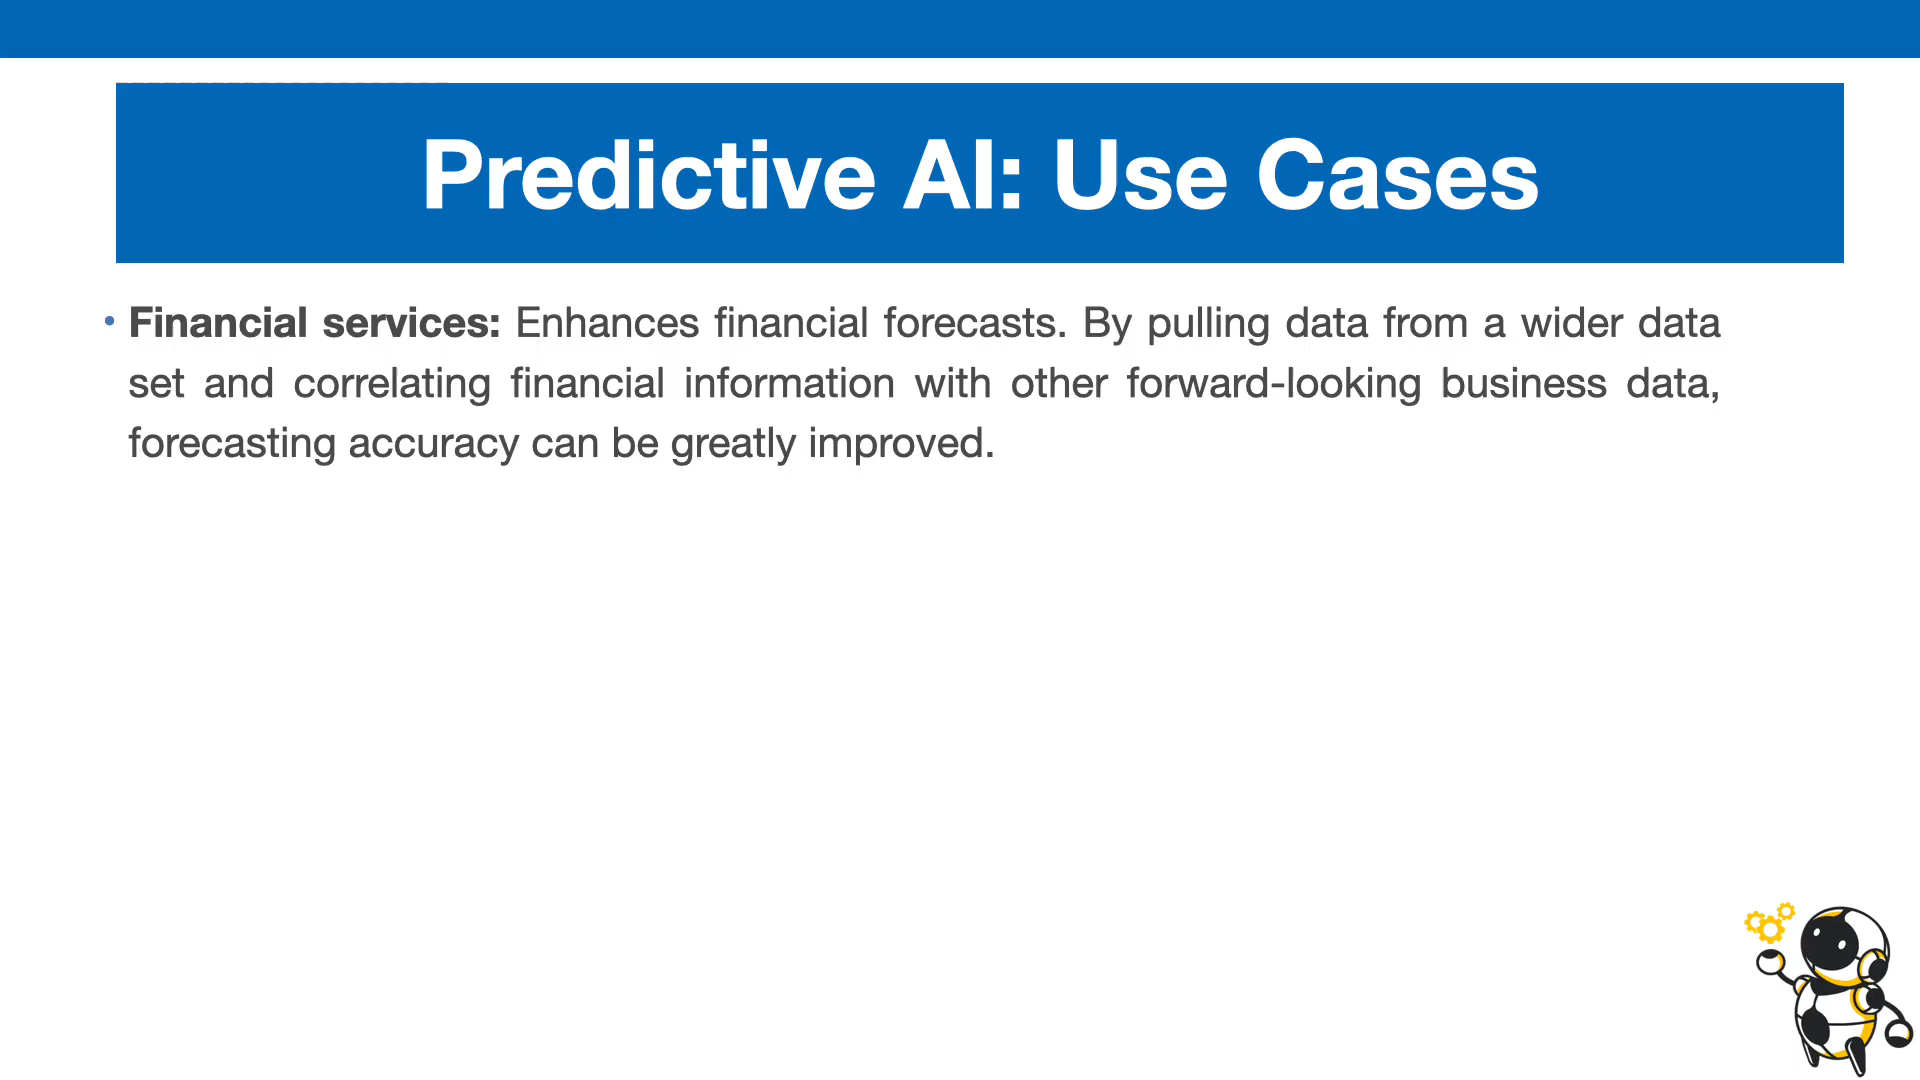 Predictive AI: Use Cases
• Financial services: Enhances financial forecasts. By pulling data from a wider data
set and correlating financial information with other forward-looking business data,
forecasting accuracy can be greatly improved.